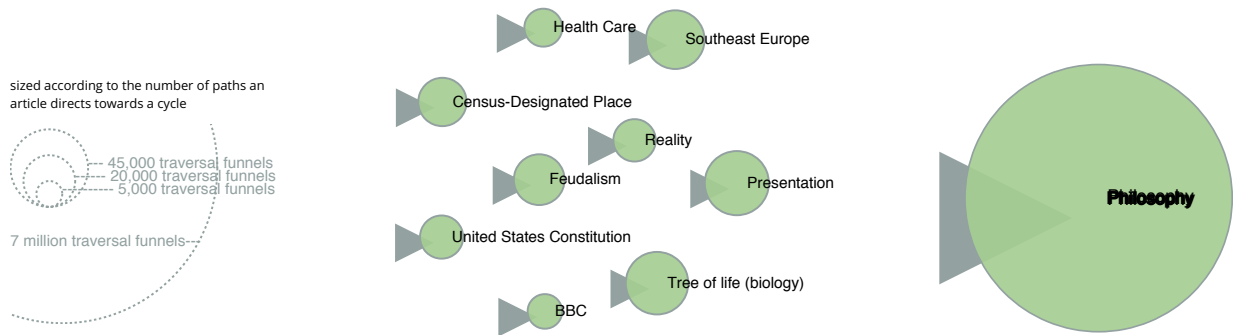 sized according to the number of paths an
article directs towards a cycle
45,000 traversal funnels
20,000 traversal funnels
5,000 traversal funnels
7 million traversal funnels
Health Care
Southeast Europe
Census-Designated Place
Reality
Feudalism
Presentation
United States Constitution
Tree of life (biology)
BBC
Philosophy